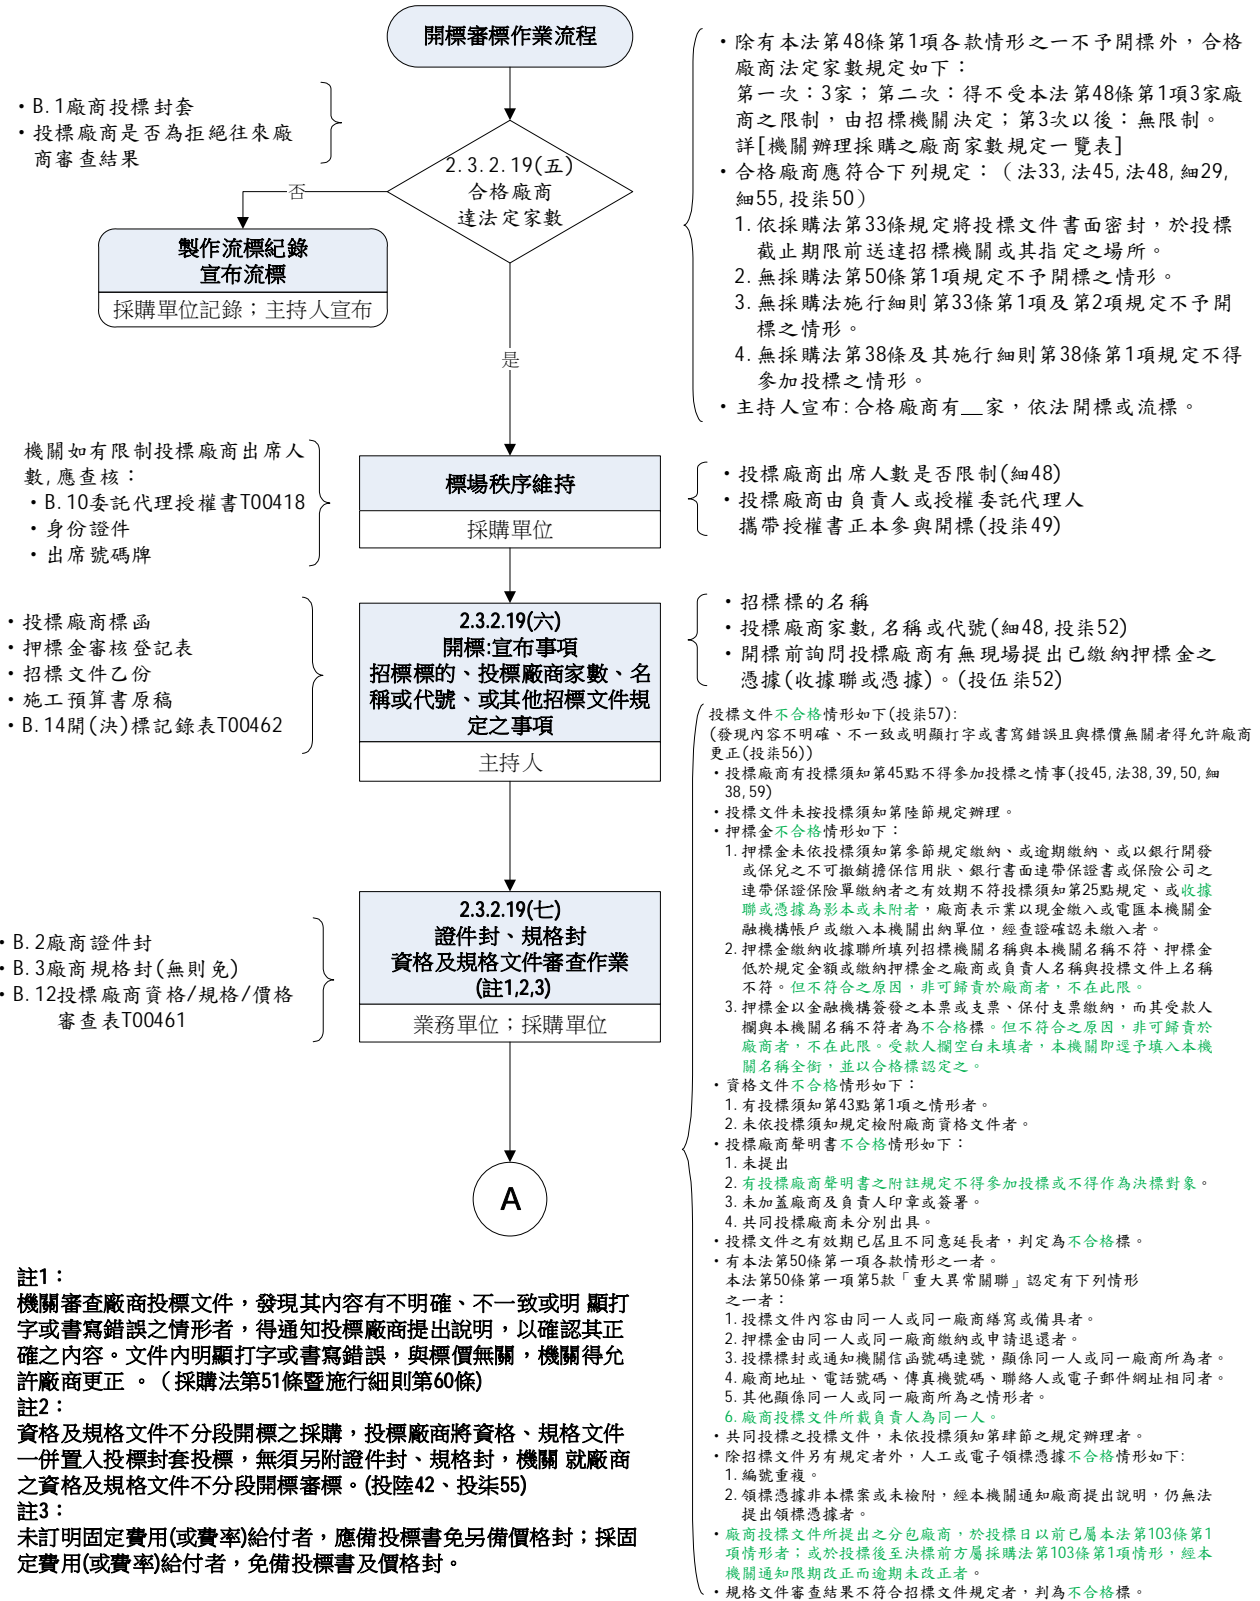 開標審標作業流程
・B.1廠商投標封套
・投標廠商是否為拒絕往來廠
商審查結果
2.3.2.19(五)
合格廠商
達法定家數
否
製作流標紀錄
宣布流標
採購單位記錄；主持人宣布
是
・除有本法第48條第1項各款情形之一不予開標外，合格
廠商法定家數規定如下：
第一次：3家；第二次：得不受本法第48條第1項3家廠
商之限制，由招標機關決定；第3次以後：無限制。
詳[機關辦理採購之廠商家數規定一覽表]
・合格廠商應符合下列規定：（法33,法45,法48,細29,
細55,投柒50）
1.依採購法第33條規定將投標文件書面密封，於投標
截止期限前送達招標機關或其指定之場所。
2.無採購法第50條第1項規定不予開標之情形。
3.無採購法施行細則第33條第1項及第2項規定不予開
標之情形。
4.無採購法第38條及其施行細則第38條第1項規定不得
參加投標之情形。
・主持人宣布:合格廠商有__家，依法開標或流標。
機關如有限制投標廠商出席人
數,應查核：
・B.10委託代理授權書T00418
・身份證件
・出席號碼牌
標場秩序維持
採購單位
・投標廠商出席人數是否限制(細48)
・投標廠商由負責人或授權委託代理人
攜帶授權書正本參與開標(投柒49)
・投標廠商標函
・押標金審核登記表
・招標文件乙份
・施工預算書原稿
・B.14開(決)標記錄表T00462
2.3.2.19(六)
開標:宣布事項
招標標的、投標廠商家數、名
稱或代號、或其他招標文件規
定之事項
主持人
・招標標的名稱
・投標廠商家數,名稱或代號(細48,投柒52)
・開標前詢問投標廠商有無現場提出已繳納押標金之
憑據(收據聯或憑據)。(投伍柒52)
・B.2廠商證件封
・B.3廠商規格封(無則免)
・B.12投標廠商資格/規格/價格
審查表T00461
2.3.2.19(七)
證件封、規格封
資格及規格文件審查作業
(註1,2,3)
業務單位；採購單位
A
投標文件不合格情形如下(投柒57):
(發現內容不明確、不一致或明顯打字或書寫錯誤且與標價無關者得允許廠商
更正(投柒56))
・投標廠商有投標須知第45點不得參加投標之情事(投45,法38,39,50,細
38,59)
・投標文件未按投標須知第陸節規定辦理。
・押標金不合格情形如下：
1.押標金未依投標須知第參節規定繳納、或逾期繳納、或以銀行開發
或保兌之不可撤銷擔保信用狀、銀行書面連帶保證書或保險公司之
連帶保證保險單繳納者之有效期不符投標須知第25點規定、或收據
聯或憑據為影本或未附者，廠商表示業以現金繳入或電匯本機關金
融機構帳戶或繳入本機關出納單位，經查證確認未繳入者。
2.押標金繳納收據聯所填列招標機關名稱與本機關名稱不符、押標金
低於規定金額或繳納押標金之廠商或負責人名稱與投標文件上名稱
不符。但不符合之原因，非可歸責於廠商者，不在此限。
3.押標金以金融機構簽發之本票或支票、保付支票繳納，而其受款人
欄與本機關名稱不符者為不合格標。但不符合之原因，非可歸責於
廠商者，不在此限。受款人欄空白未填者，本機關即逕予填入本機
關名稱全銜，並以合格標認定之。
・資格文件不合格情形如下：
1.有投標須知第43點第1項之情形者。
2.未依投標須知規定檢附廠商資格文件者。
・投標廠商聲明書不合格情形如下：
1.未提出
2.有投標廠商聲明書之附註規定不得參加投標或不得作為決標對象。
3.未加蓋廠商及負責人印章或簽署。
4.共同投標廠商未分別出具。
・投標文件之有效期已屆且不同意延長者，判定為不合格標。
・有本法第50條第一項各款情形之一者。
本法第50條第一項第5款「重大異常關聯」認定有下列情形
之一者：
1.投標文件內容由同一人或同一廠商繕寫或備具者。
2.押標金由同一人或同一廠商繳納或申請退還者。
3.投標標封或通知機關信函號碼連號，顯係同一人或同一廠商所為者。
4.廠商地址、電話號碼、傳真機號碼、聯絡人或電子郵件網址相同者。
5.其他顯係同一人或同一廠商所為之情形者。
6.廠商投標文件所載負責人為同一人。
・共同投標之投標文件，未依投標須知第肆節之規定辦理者。
・除招標文件另有規定者外，人工或電子領標憑據不合格情形如下:
1.編號重複。
2.領標憑據非本標案或未檢附，經本機關通知廠商提出說明，仍無法
提出領標憑據者。
・廠商投標文件所提出之分包廠商，於投標日以前已屬本法第103條第1
項情形者；或於投標後至決標前方屬採購法第103條第1項情形，經本
機關通知限期改正而逾期未改正者。
・規格文件審查結果不符合招標文件規定者，判為不合格標。
註1：
機關審查廠商投標文件，發現其內容有不明確、不一致或明 顯打
字或書寫錯誤之情形者，得通知投標廠商提出說明，以確認其正
確之內容。文件內明顯打字或書寫錯誤，與標價無關，機關得允
許廠商更正 。（ 採購法第51條暨施行細則第60條)
註2：
資格及規格文件不分段開標之採購，投標廠商將資格、規格文件
一併置入投標封套投標，無須另附證件封、規格封，機關 就廠商
之資格及規格文件不分段開標審標。(投陸42、投柒55)
註3：
未訂明固定費用(或費率)給付者，應備投標書免另備價格封；採固
定費用(或費率)給付者，免備投標書及價格封。